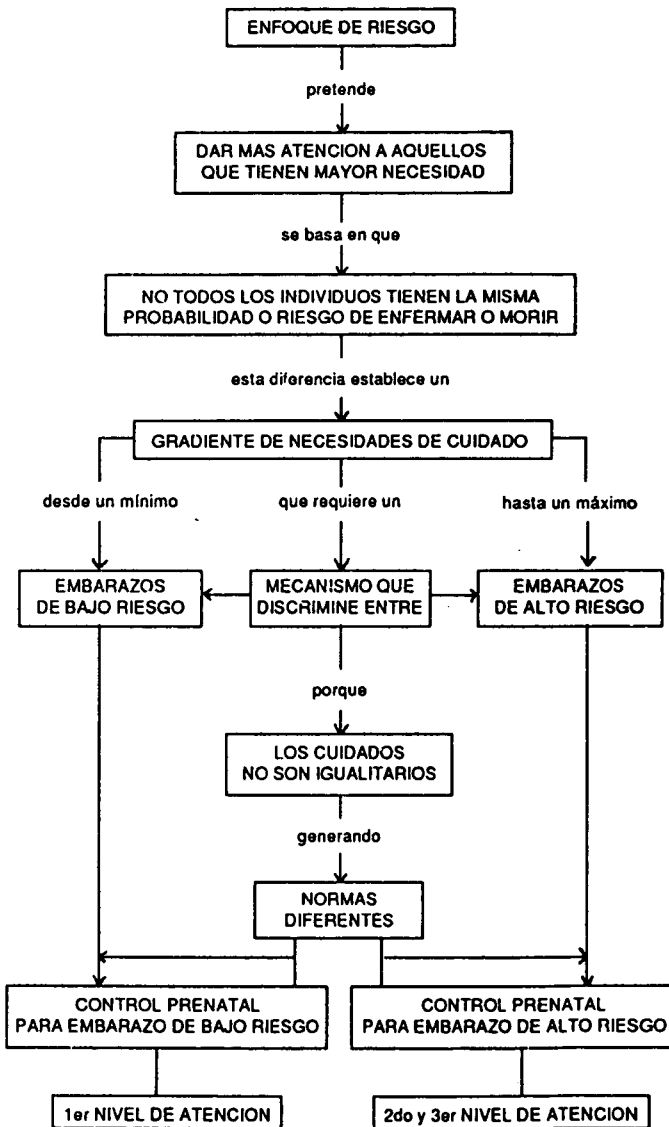 ENFOQUE DE RIESGO
pretende
DAR MAS ATENCION A AQUELLOS
QUE TIENEN MAYOR NECESIDAD
se basa en que
NO TODOS LOS INDIVIDUOS TIENEN LA MISMA
PROBABILIDAD O RIESGO DE ENFERMAR O MORIR
esta diferencia establece un
GRADIENTE DE NECESIDADES DE CUIDADO
desde un mínimo
que requiere un
hasta un máximo
EMBARAZOS
DE BAJO RIESGO
MECANISMO QUE
DISCRIMINE ENTRE
EMBARAZOS
DE ALTO RIESGO
porque
LOS CUIDADOS
NO SON IGUALITARIOS
generando
NORMAS
DIFERENTES
CONTROL PRENATAL
PARA EMBARAZO DE BAJO RIESGO
CONTROL PRENATAL
PARA EMBARAZO DE ALTO RIESGO
1er NIVEL DE ATENCION
2do y 3er NIVEL DE ATENCION